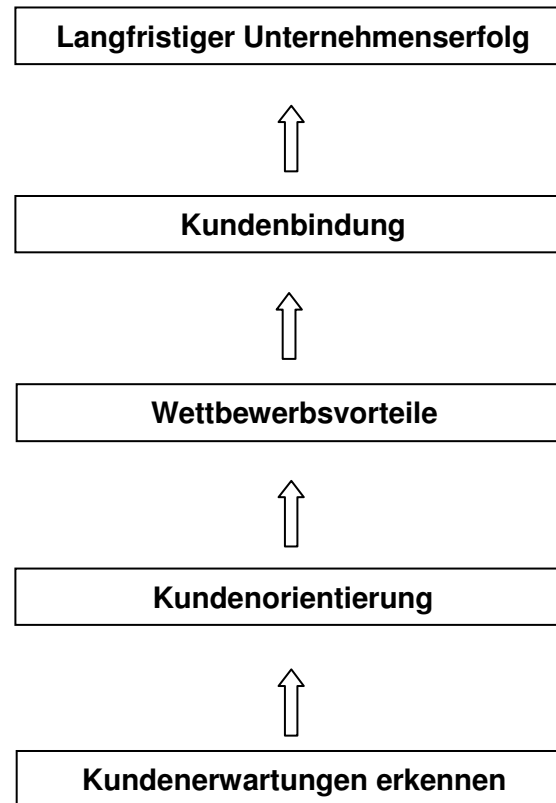 Langfristiger Unternehmenserfolg
Kundenbindung
Wettbewerbsvorteile
Kundenorientierung
Kundenerwartungen erkennen